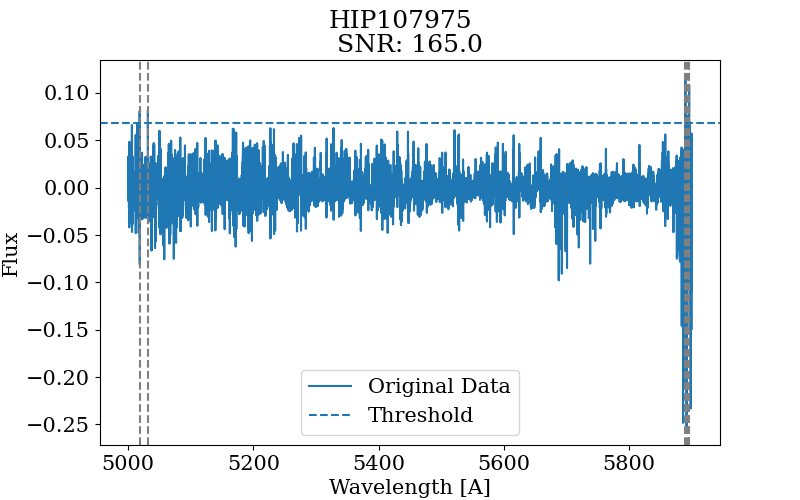 HIP107975
SNR: 165.0
Flux
0.10
0.05
0.00
−0.05
−0.10
−0.15
−0.20
−0.25
Original Data
Threshold
5000 5200 5400 5600 5800
Wavelength [A]